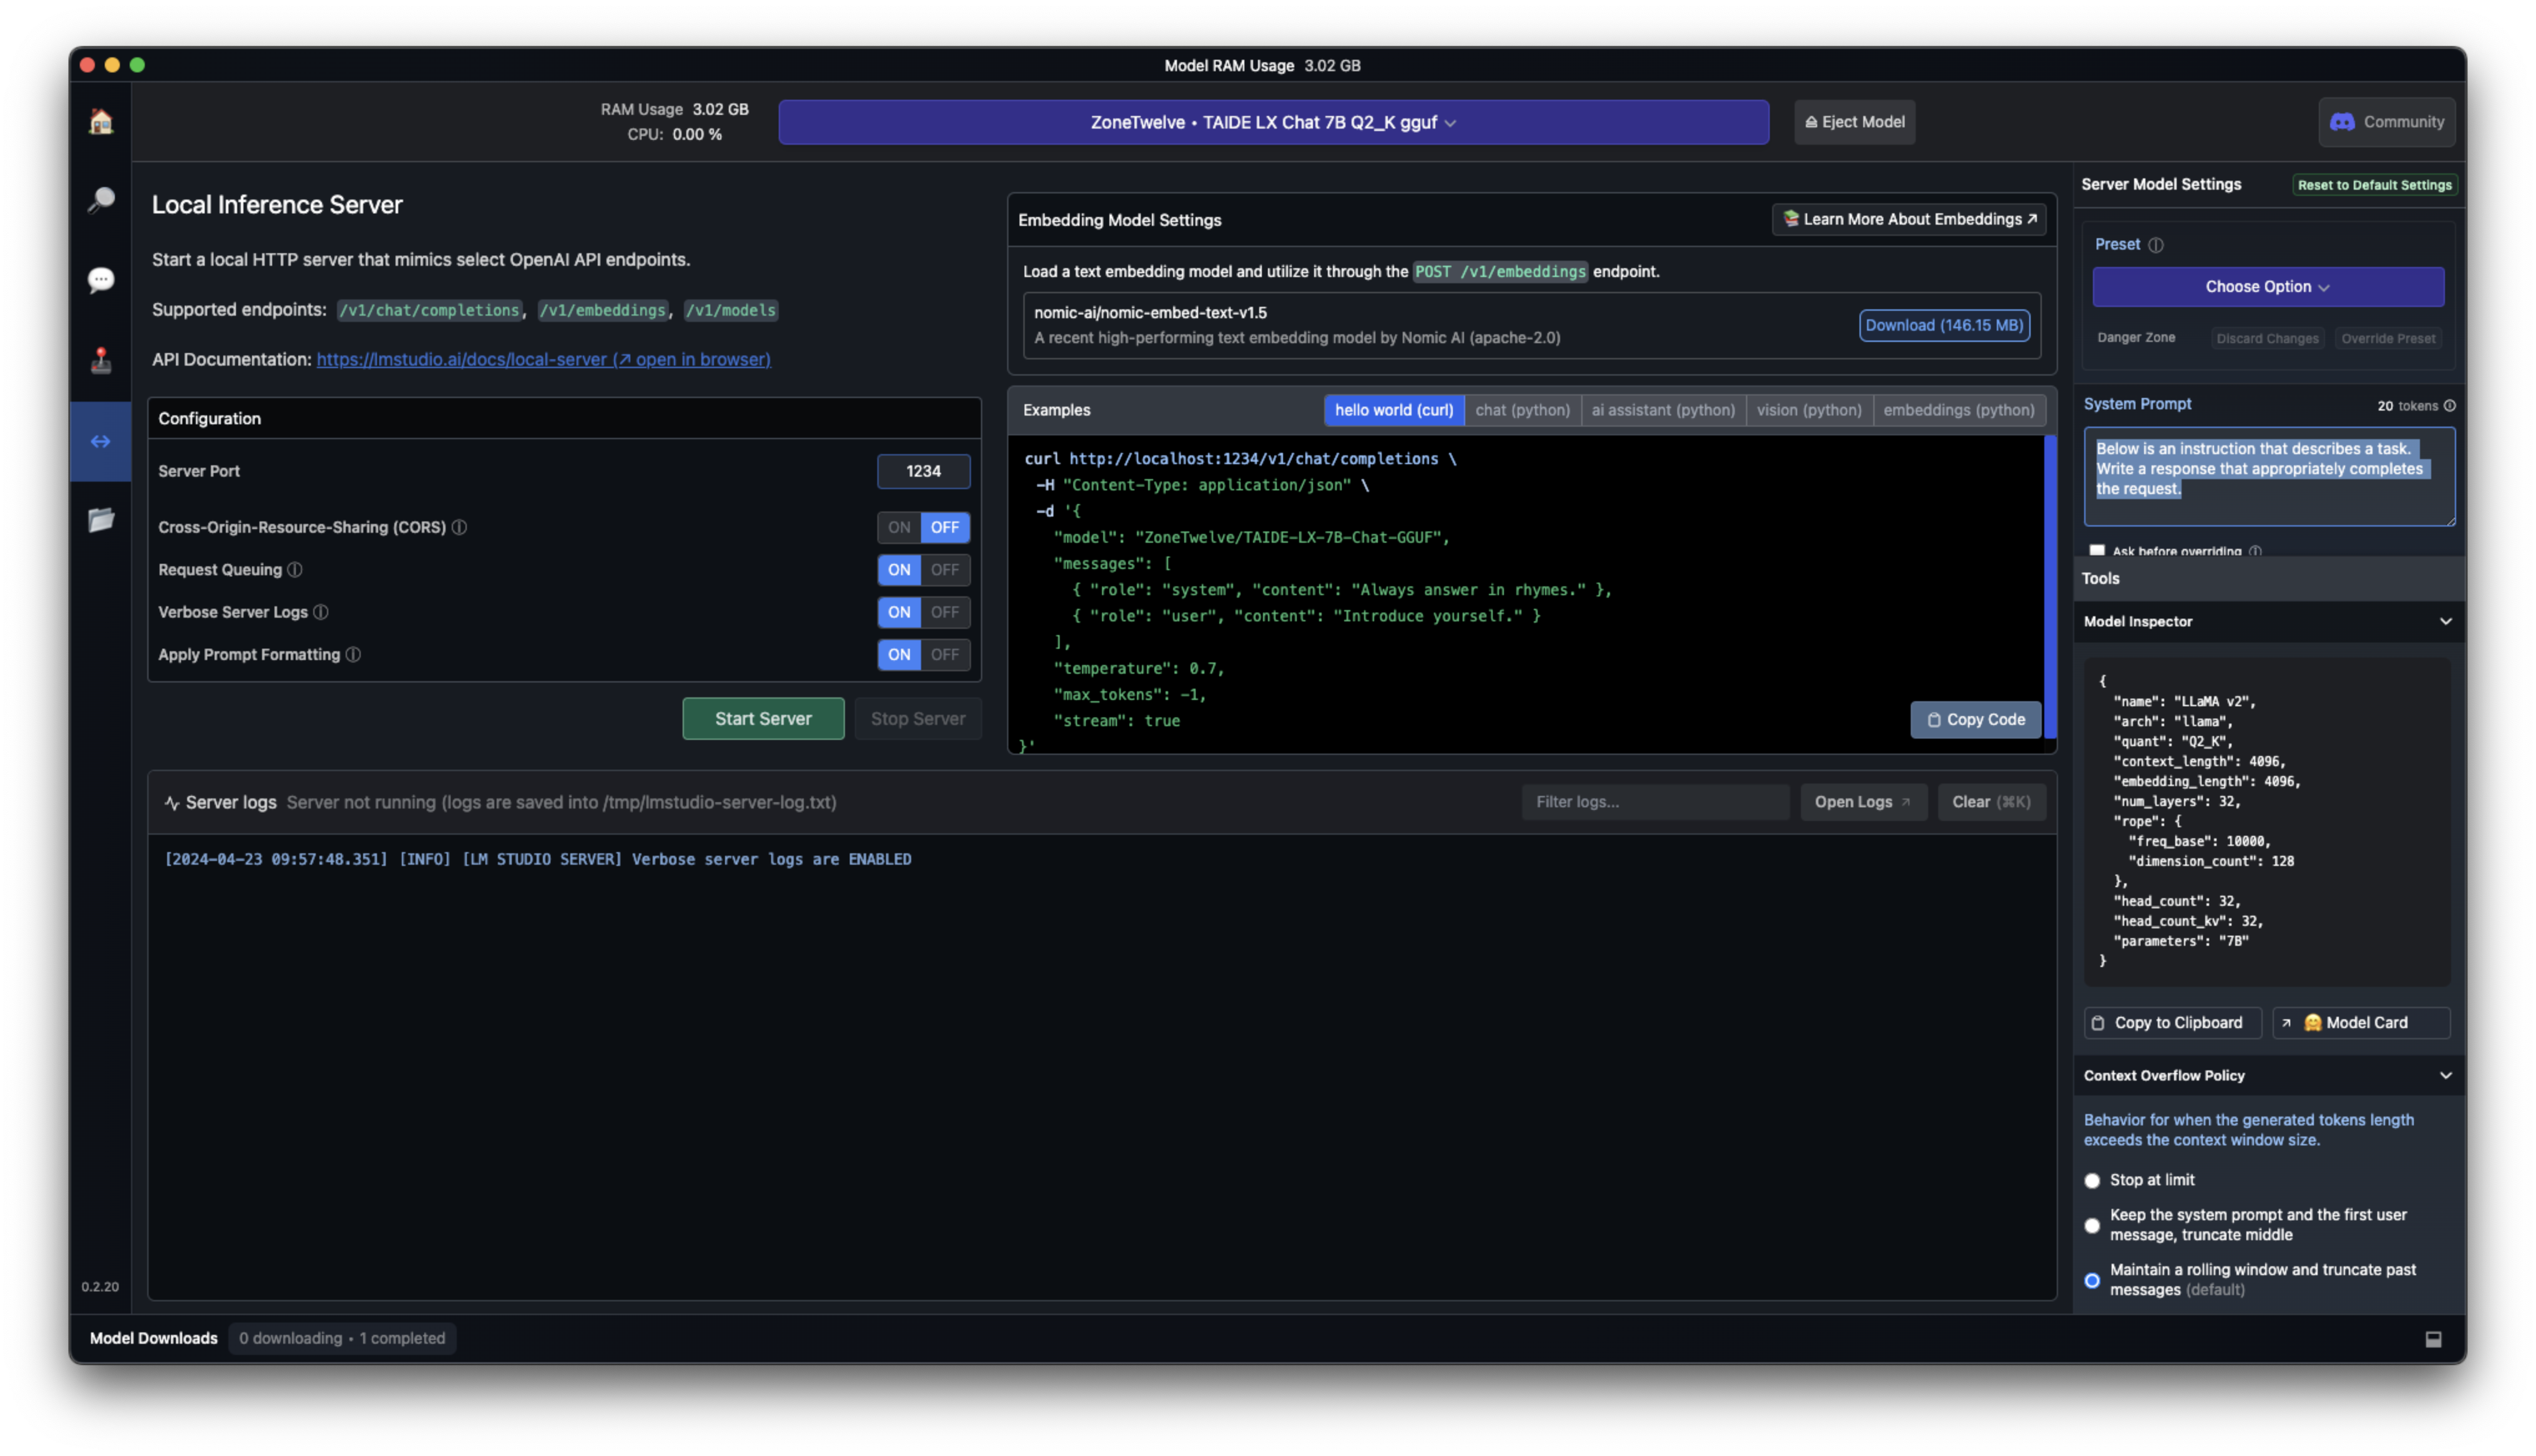 Model RAM Usage 3.02 GB
RAM Usage 3.02 GB
CPU: 0.00 %
ZoneTwelve • TAIDE LX Chat 7B Q2_K gguf
Eject Model
Community
Local Inference Server
Start a local HTTP server that mimics select OpenAI API endpoints.
Supported endpoints: /v1/chat/completions, /v1/embeddings, /v1/models
API Documentation: https://lmstudio.ai/docs/local-server (↗ open in browser)
Configuration
Server Port 1234
Cross-Origin-Resource-Sharing (CORS) ⓘ ON OFF
Request Queuing ⓘ ON OFF
Verbose Server Logs ⓘ ON OFF
Apply Prompt Formatting ⓘ ON OFF
Start Server Stop Server
Embedding Model Settings
📚 Learn More About Embeddings ↗
Load a text embedding model and utilize it through the POST /v1/embeddings endpoint.
nomic-ai/nomic-embed-text-v1.5
A recent high-performing text embedding model by Nomic AI (apache-2.0)
Download (146.15 MB)
Examples
hello world (curl) chat (python) ai assistant (python) vision (python) embeddings (python)
curl http://localhost:1234/v1/chat/completions \
-H "Content-Type: application/json" \
-d '{
"model": "ZoneTwelve/TAIDE-LX-7B-Chat-GGUF",
"messages": [
{ "role": "system", "content": "Always answer in rhymes." },
{ "role": "user", "content": "Introduce yourself." }
],
"temperature": 0.7,
"max_tokens": -1,
"stream": true
}'
Copy Code
Server logs Server not running (logs are saved into /tmp/lmstudio-server-log.txt)
Filter logs...
Open Logs ↗
Clear (⌘K)
[2024-04-23 09:57:48.351] [INFO] [LM STUDIO SERVER] Verbose server logs are ENABLED
Server Model Settings
Reset to Default Settings
Preset ⓘ
Choose Option
Danger Zone Discard Changes Override Preset
System Prompt
20 tokens ⓘ
Below is an instruction that describes a task.
Write a response that appropriately completes
the request.
Ask before overriding ⓘ
Tools
Model Inspector
{
"name": "LLaMA v2",
"arch": "llama",
"quant": "Q2_K",
"context_length": 4096,
"embedding_length": 4096,
"num_layers": 32,
"rope": {
"freq_base": 10000,
"dimension_count": 128
},
"head_count": 32,
"head_count_kv": 32,
"parameters": "7B"
}
Copy to Clipboard
↗ 🤗 Model Card
Context Overflow Policy
Behavior for when the generated tokens length
exceeds the context window size.
Stop at limit
Keep the system prompt and the first user
message, truncate middle
Maintain a rolling window and truncate past
messages (default)
0.2.20
Model Downloads 0 downloading • 1 completed